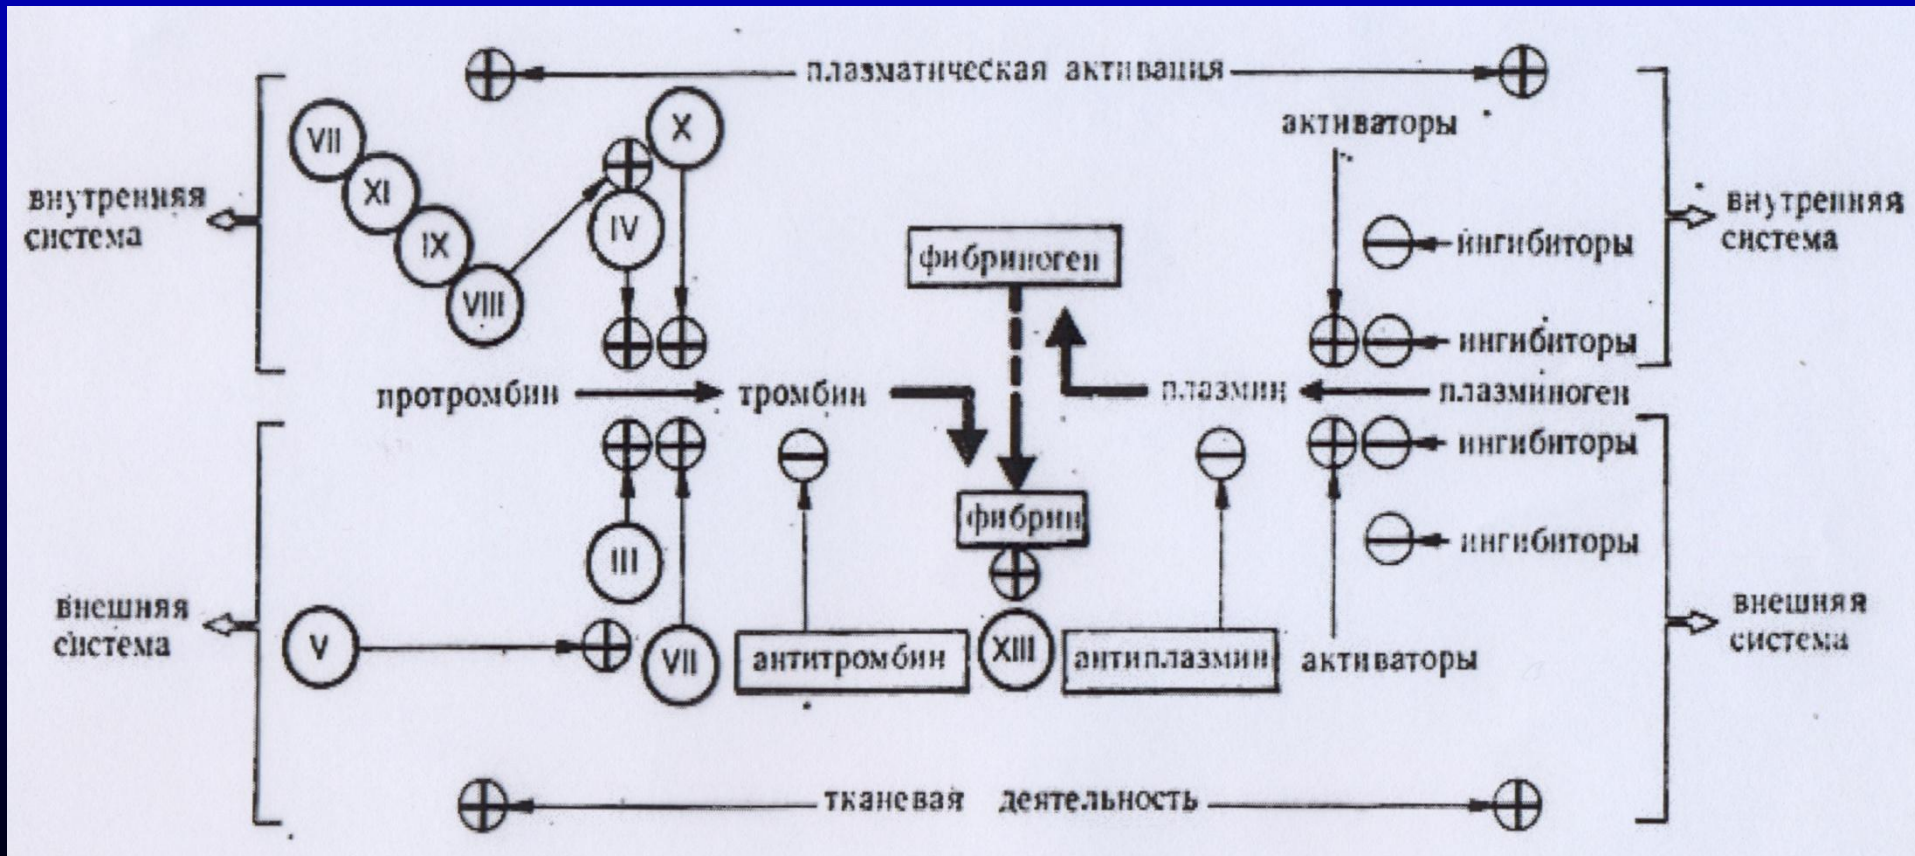 плазматическая активация
VII
X
активаторы
XI
внутренняя
система
IX
IV
VIII
фибриноген
ингибиторы
внутренняя
система
ингибиторы
протромбин
тромбин
плазмин
плазминоген
ингибиторы
фибрин
III
ингибиторы
внешняя
система
V
VII
антитромбин
XIII
антиплазмин
активаторы
внешняя
система
тканевая деятельность